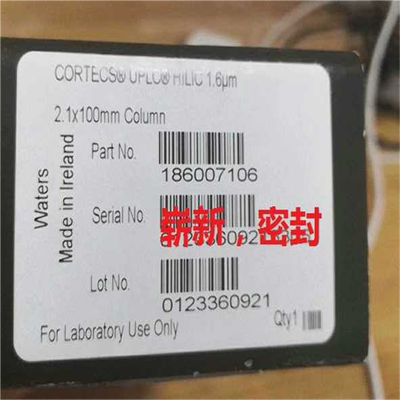 CORTECS® UPLC® HILIC 1.6µm
2.1x100mm Column
Part No.
186007106
Serial No.
崭新，密封
Lot No.
0123360921
Waters
Made in Ireland
For Laboratory Use Only
Qty1